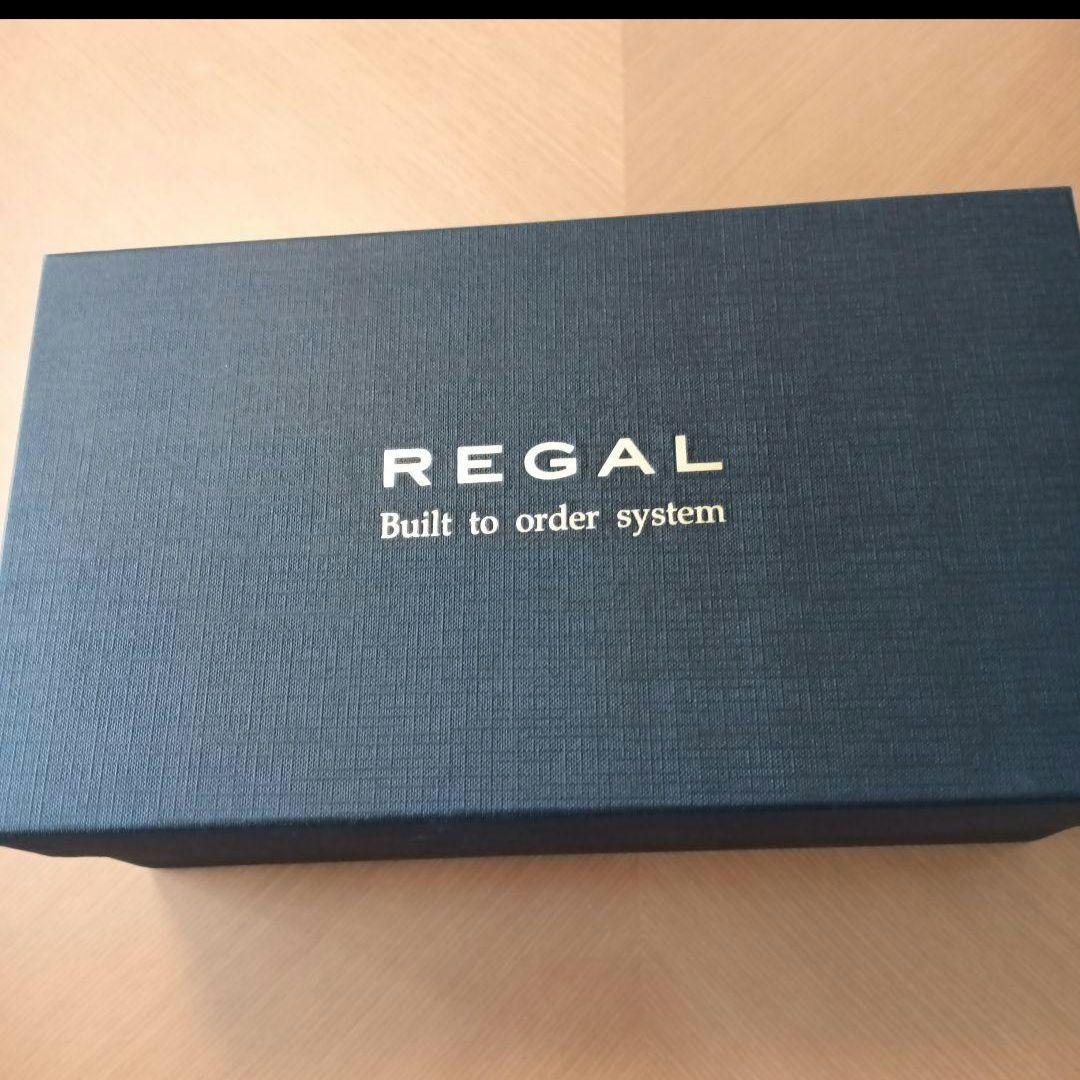 REGAL
Built to order system